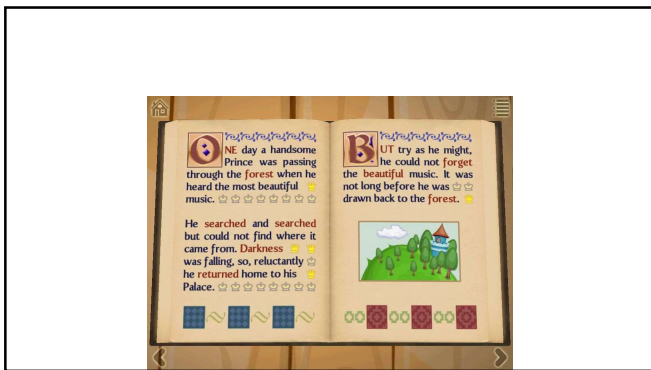 ONE day a handsome
Prince was passing
through the forest when he
heard the most beautiful
music.
He searched and searched
but could not find where it
came from. Darkness
was falling, so, reluctantly
he returned home to his
Palace.
BUT try as he might,
he could not forget
the beautiful music. It was
not long before he was
drawn back to the forest.